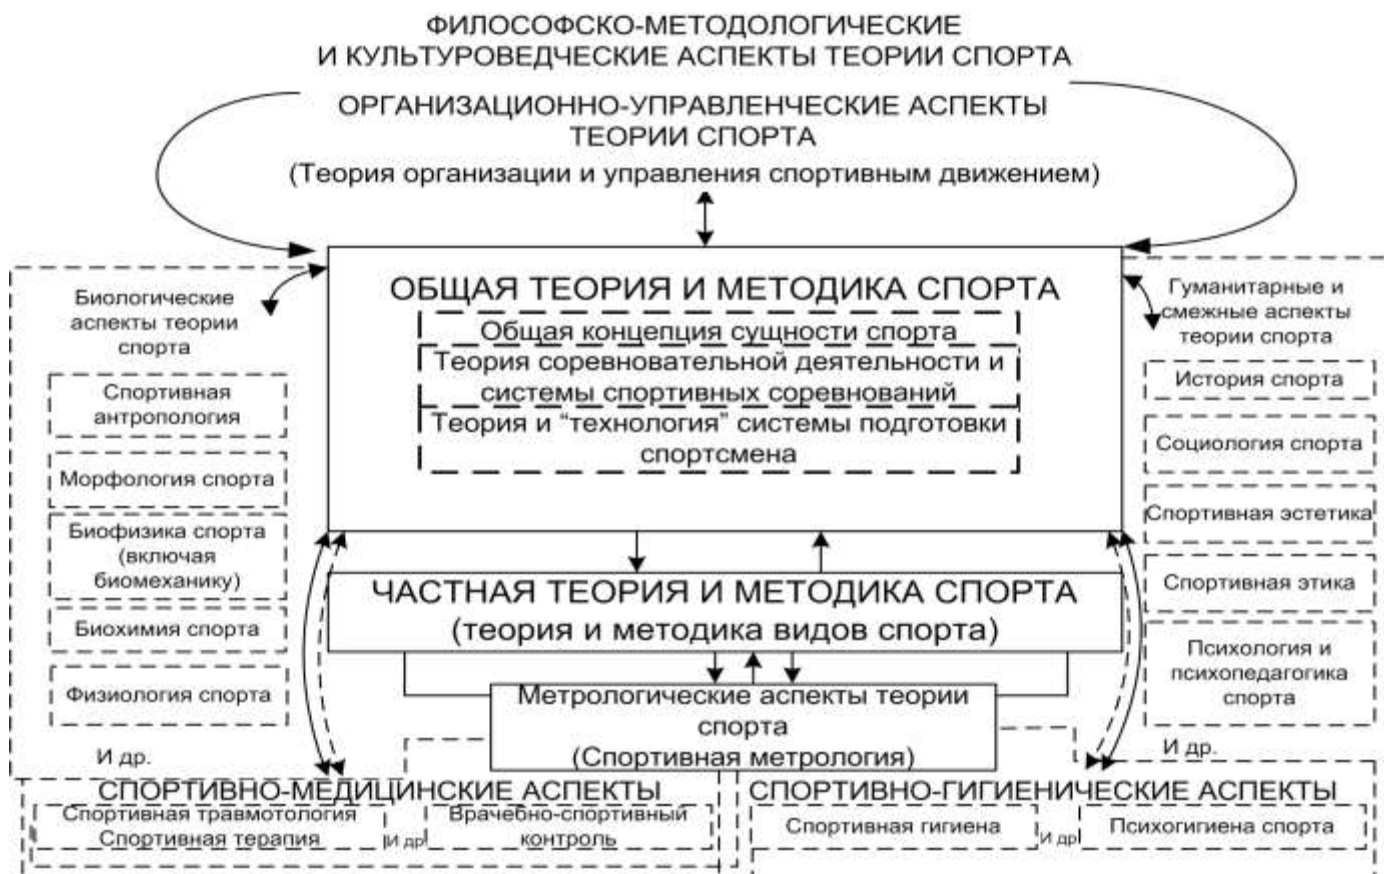 ФИЛОСОФСКО-МЕТОДОЛОГИЧЕСКИЕ
И КУЛЬТУРОВЕДЧЕСКИЕ АСПЕКТЫ ТЕОРИИ СПОРТА
ОРГАНИЗАЦИОННО-УПРАВЛЕНЧЕСКИЕ АСПЕКТЫ
ТЕОРИИ СПОРТА
(Теория организации и управления спортивным движением)
ОБЩАЯ ТЕОРИЯ И МЕТОДИКА СПОРТА
Общая концепция сущности спорта
Теория соревновательной деятельности и
системы спортивных соревнований
Теория и “технология” системы подготовки
спортсмена
Биологические
аспекты теории
спорта
Спортивная
антропология
Морфология спорта
Биофизика спорта
(включая
биомеханику)
Биохимия спорта
Физиология спорта
И др.
Гуманитарные и
смежные аспекты
теории спорта
История спорта
Социология спорта
Спортивная эстетика
Спортивная этика
Психология и
психопедагогика
спорта
И др.
ЧАСТНАЯ ТЕОРИЯ И МЕТОДИКА СПОРТА
(теория и методика видов спорта)
Метрологические аспекты теории
спорта
(Спортивная метрология)
СПОРТИВНО-МЕДИЦИНСКИЕ АСПЕКТЫ
Спортивная травмотология
Спортивная терапия
И др
Врачебно-спортивный
контроль
СПОРТИВНО-ГИГИЕНИЧЕСКИЕ АСПЕКТЫ
Спортивная гигиена
И др
Психогигиена спорта